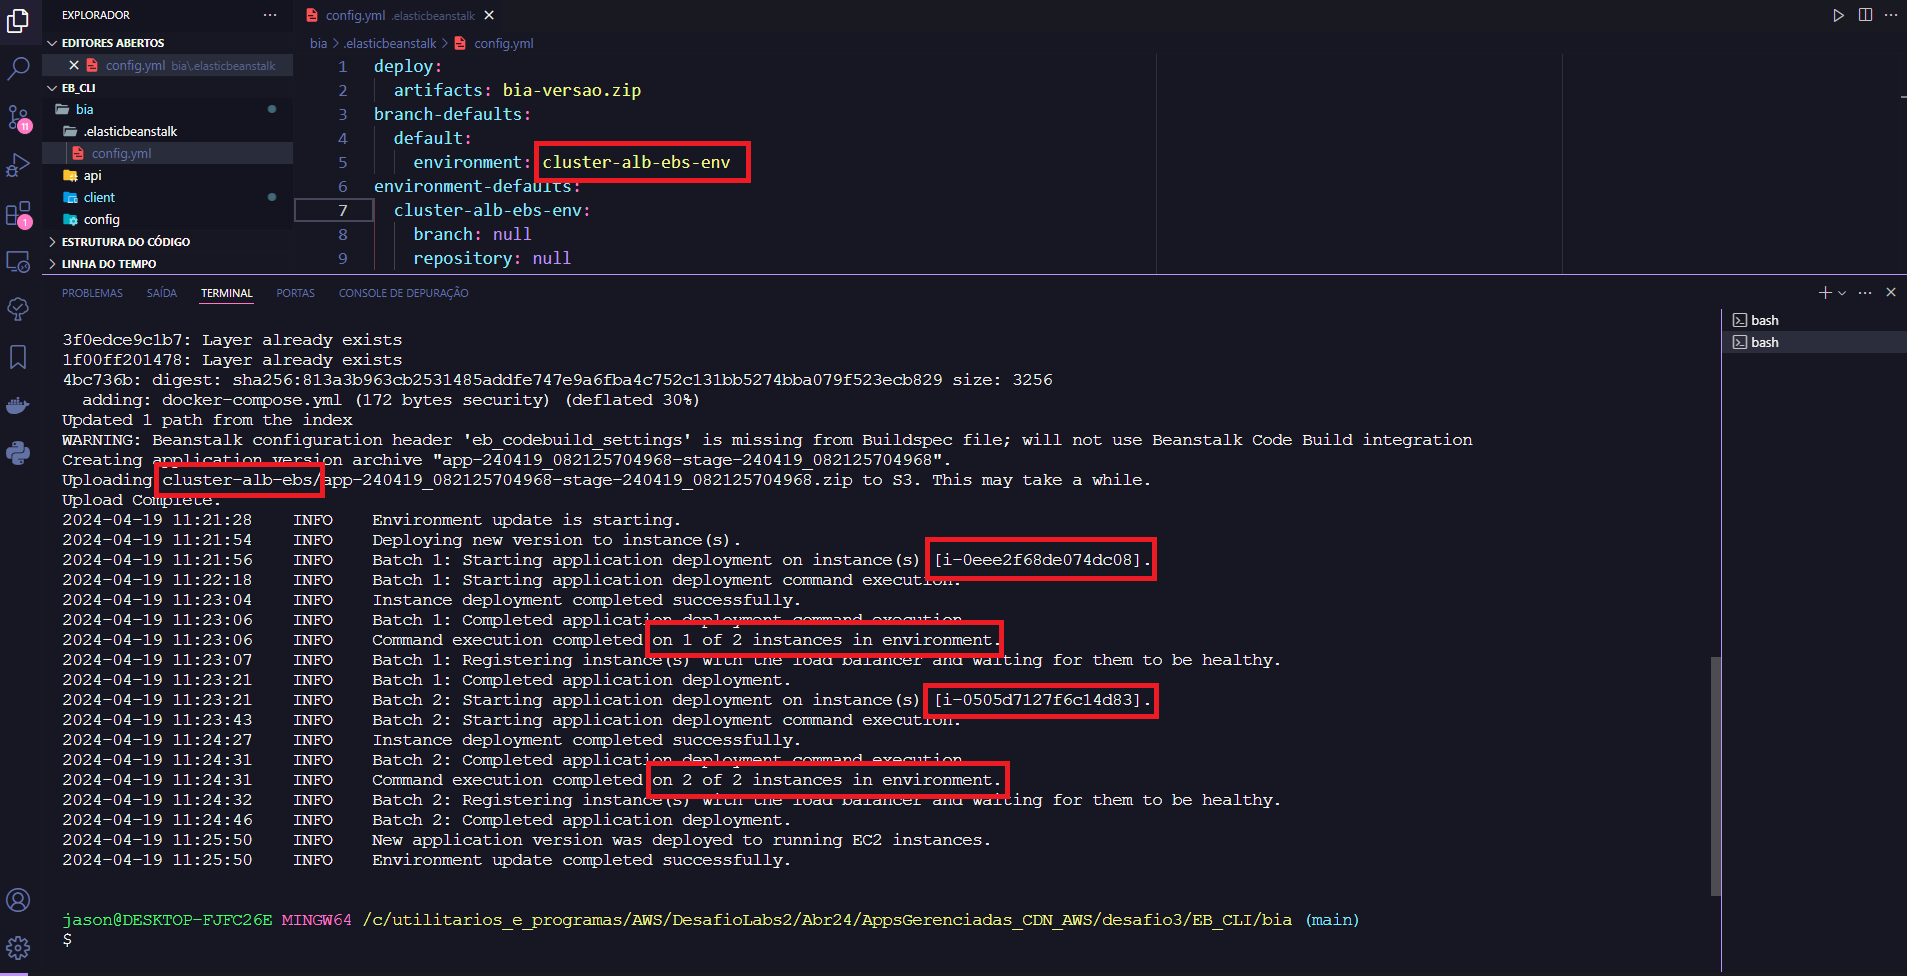 EXPLORADOR
EDITORES ABERTOS
config.yml bia\.elasticbeanstalk
EB_CLI
bia
.elasticbeanstalk
config.yml
api
client
config
ESTRUTURA DO CÓDIGO
LINHA DO TEMPO
11
1
config.yml .elasticbeanstalk
bia > .elasticbeanstalk > config.yml
1 deploy:
2 artifacts: bia-versao.zip
3 branch-defaults:
4 default:
5 environment: cluster-alb-ebs-env
6 environment-defaults:
7 cluster-alb-ebs-env:
8 branch: null
9 repository: null
PROBLEMAS SAÍDA TERMINAL PORTAS CONSOLE DE DEPURAÇÃO
bash
bash
3f0edce9c1b7: Layer already exists
1f00ff201478: Layer already exists
4bc736b: digest: sha256:813a3b963cb2531485addfe747e9a6fba4c752c131bb5274bba079f523ecb829 size: 3256
adding: docker-compose.yml (172 bytes security) (deflated 30%)
Updated 1 path from the index
WARNING: Beanstalk configuration header 'eb_codebuild_settings' is missing from Buildspec file; will not use Beanstalk Code Build integration
Creating application version archive "app-240419_082125704968-stage-240419_082125704968".
Uploading cluster-alb-ebs/app-240419_082125704968-stage-240419_082125704968.zip to S3. This may take a while.
Upload Complete.
2024-04-19 11:21:28 INFO Environment update is starting.
2024-04-19 11:21:54 INFO Deploying new version to instance(s).
2024-04-19 11:21:56 INFO Batch 1: Starting application deployment on instance(s) [i-0eee2f68de074dc08].
2024-04-19 11:22:18 INFO Batch 1: Starting application deployment command execution.
2024-04-19 11:23:04 INFO Instance deployment completed successfully.
2024-04-19 11:23:06 INFO Batch 1: Completed application deployment command execution.
2024-04-19 11:23:06 INFO Command execution completed on 1 of 2 instances in environment.
2024-04-19 11:23:07 INFO Batch 1: Registering instance(s) with the load balancer and waiting for them to be healthy.
2024-04-19 11:23:21 INFO Batch 1: Completed application deployment.
2024-04-19 11:23:21 INFO Batch 2: Starting application deployment on instance(s) [i-0505d7127f6c14d83].
2024-04-19 11:23:43 INFO Batch 2: Starting application deployment command execution.
2024-04-19 11:24:27 INFO Instance deployment completed successfully.
2024-04-19 11:24:31 INFO Batch 2: Completed application deployment command execution.
2024-04-19 11:24:31 INFO Command execution completed on 2 of 2 instances in environment.
2024-04-19 11:24:32 INFO Batch 2: Registering instance(s) with the load balancer and waiting for them to be healthy.
2024-04-19 11:24:46 INFO Batch 2: Completed application deployment.
2024-04-19 11:25:50 INFO New application version was deployed to running EC2 instances.
2024-04-19 11:25:50 INFO Environment update completed successfully.
jason@DESKTOP-FJFC26E MINGW64 /c/utilitarios_e_programas/AWS/DesafioLabs2/Abr24/AppsGerenciadas_CDN_AWS/desafio3/EB_CLI/bia (main)
$